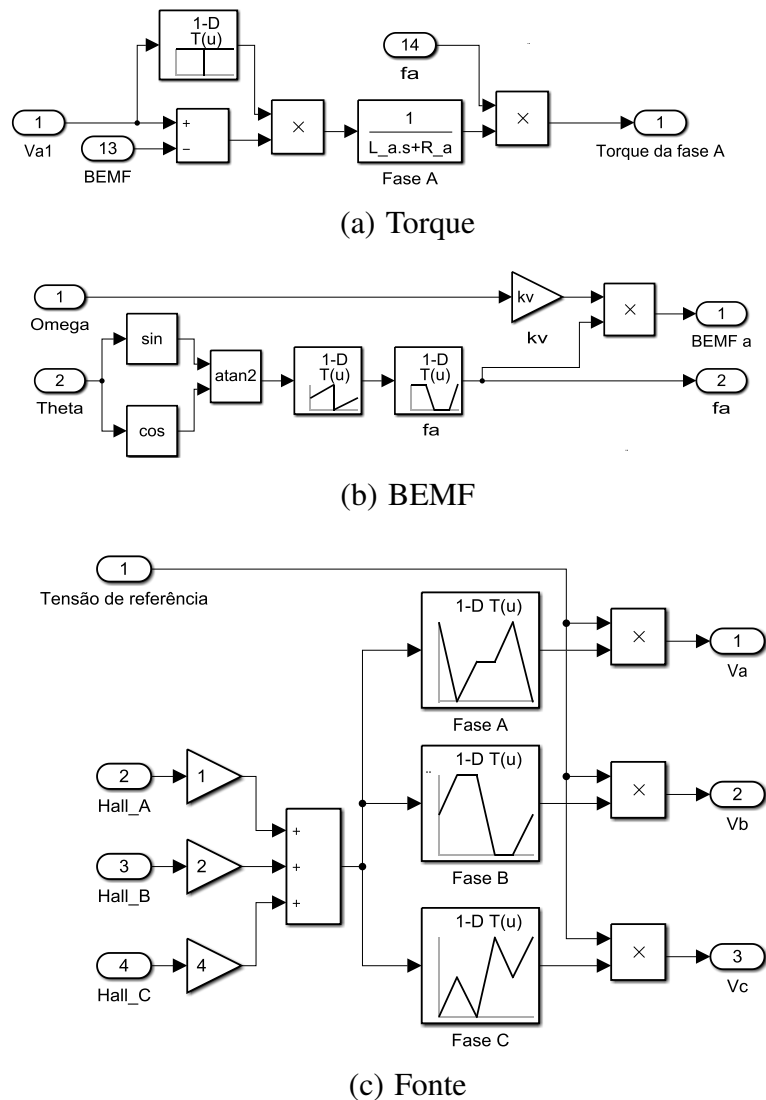 1-D
T(u)
14
fa
1
Va1
+
−
13
BEMF
×
1
L_a.s+R_a
Fase A
×
1
Torque da fase A
(a) Torque
1
Omega
kv
kv
×
1
BEMF a
2
Theta
sin
cos
atan2
1-D
T(u)
1-D
T(u)
fa
2
fa
(b) BEMF
1
Tensão de referência
1-D T(u)
Fase A
×
1
Va
2
Hall_A
1
1-D T(u)
Fase B
×
2
Vb
3
Hall_B
2
+
+
+
4
Hall_C
4
1-D T(u)
Fase C
×
3
Vc
(c) Fonte